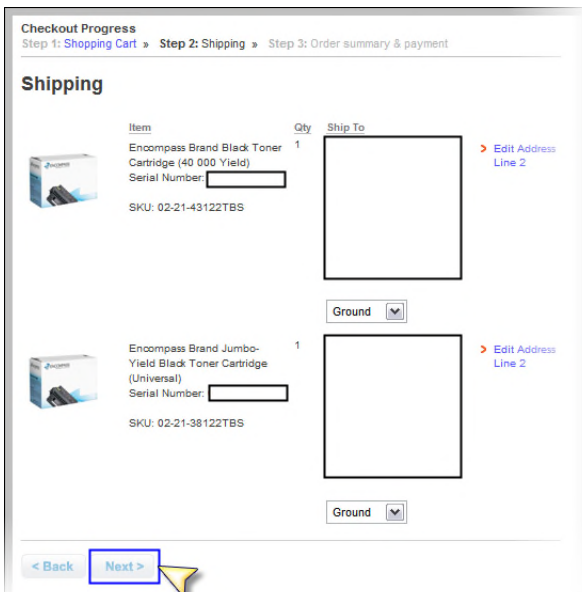 Checkout Progress
Step 1: Shopping Cart » Step 2: Shipping » Step 3: Order summary & payment
Shipping
Item Qty Ship To
Encompass Brand Black Toner 1
Cartridge (40 000 Yield)
Serial Number:
SKU: 02-21-43122TBS
> Edit Address
Line 2
Ground
Encompass Brand Jumbo- 1
Yield Black Toner Cartridge
(Universal)
Serial Number:
SKU: 02-21-38122TBS
> Edit Address
Line 2
Ground
< Back Next >